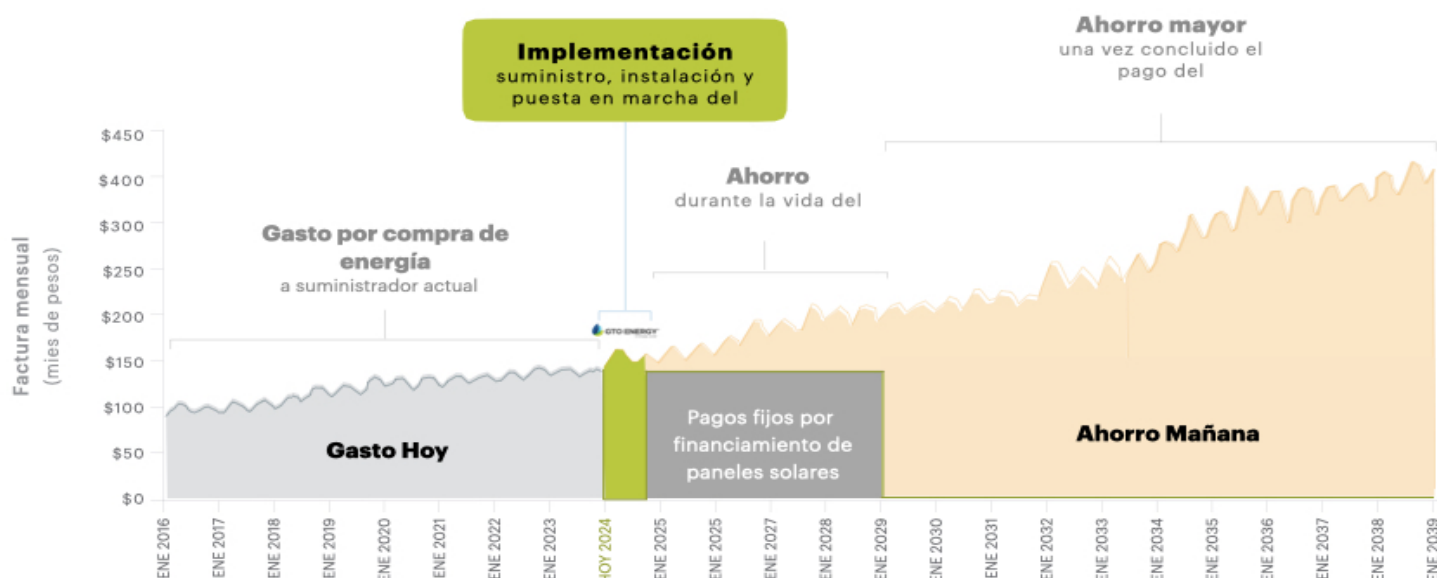 Implementación
suministro, instalación y
puesta en marcha del
Ahorro mayor
una vez concluido el
pago del
Ahorro
durante la vida del
Gasto por compra de
energía
a suministrador actual
Factura mensual
(mies de pesos)
$450
$400
$300
$250
$200
$150
$100
$50
$0
GTO ENERGY
Gasto Hoy
Pagos fijos por
financiamiento de
paneles solares
Ahorro Mañana
ENE 2016
ENE 2017
ENE 2018
ENE 2019
ENE 2020
ENE 2021
ENE 2022
ENE 2023
HOY 2024
ENE 2025
ENE 2025
ENE 2027
ENE 2028
ENE 2029
ENE 2030
ENE 2031
ENE 2032
ENE 2033
ENE 2034
ENE 2035
ENE 2036
ENE 2037
ENE 2038
ENE 2039